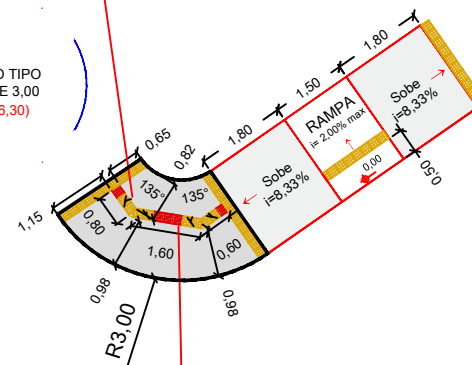 O TIPO
E 3,00
6,30)
1,80
1,50
1,80
RAMPA
i= 2.00% max
Sobe
i=8,33%
0,00
0,50
0,65
0,82
Sobe
i=8,33%
135°
135°
1,15
0,80
1,60
0,60
0,98
0,98
R3,00